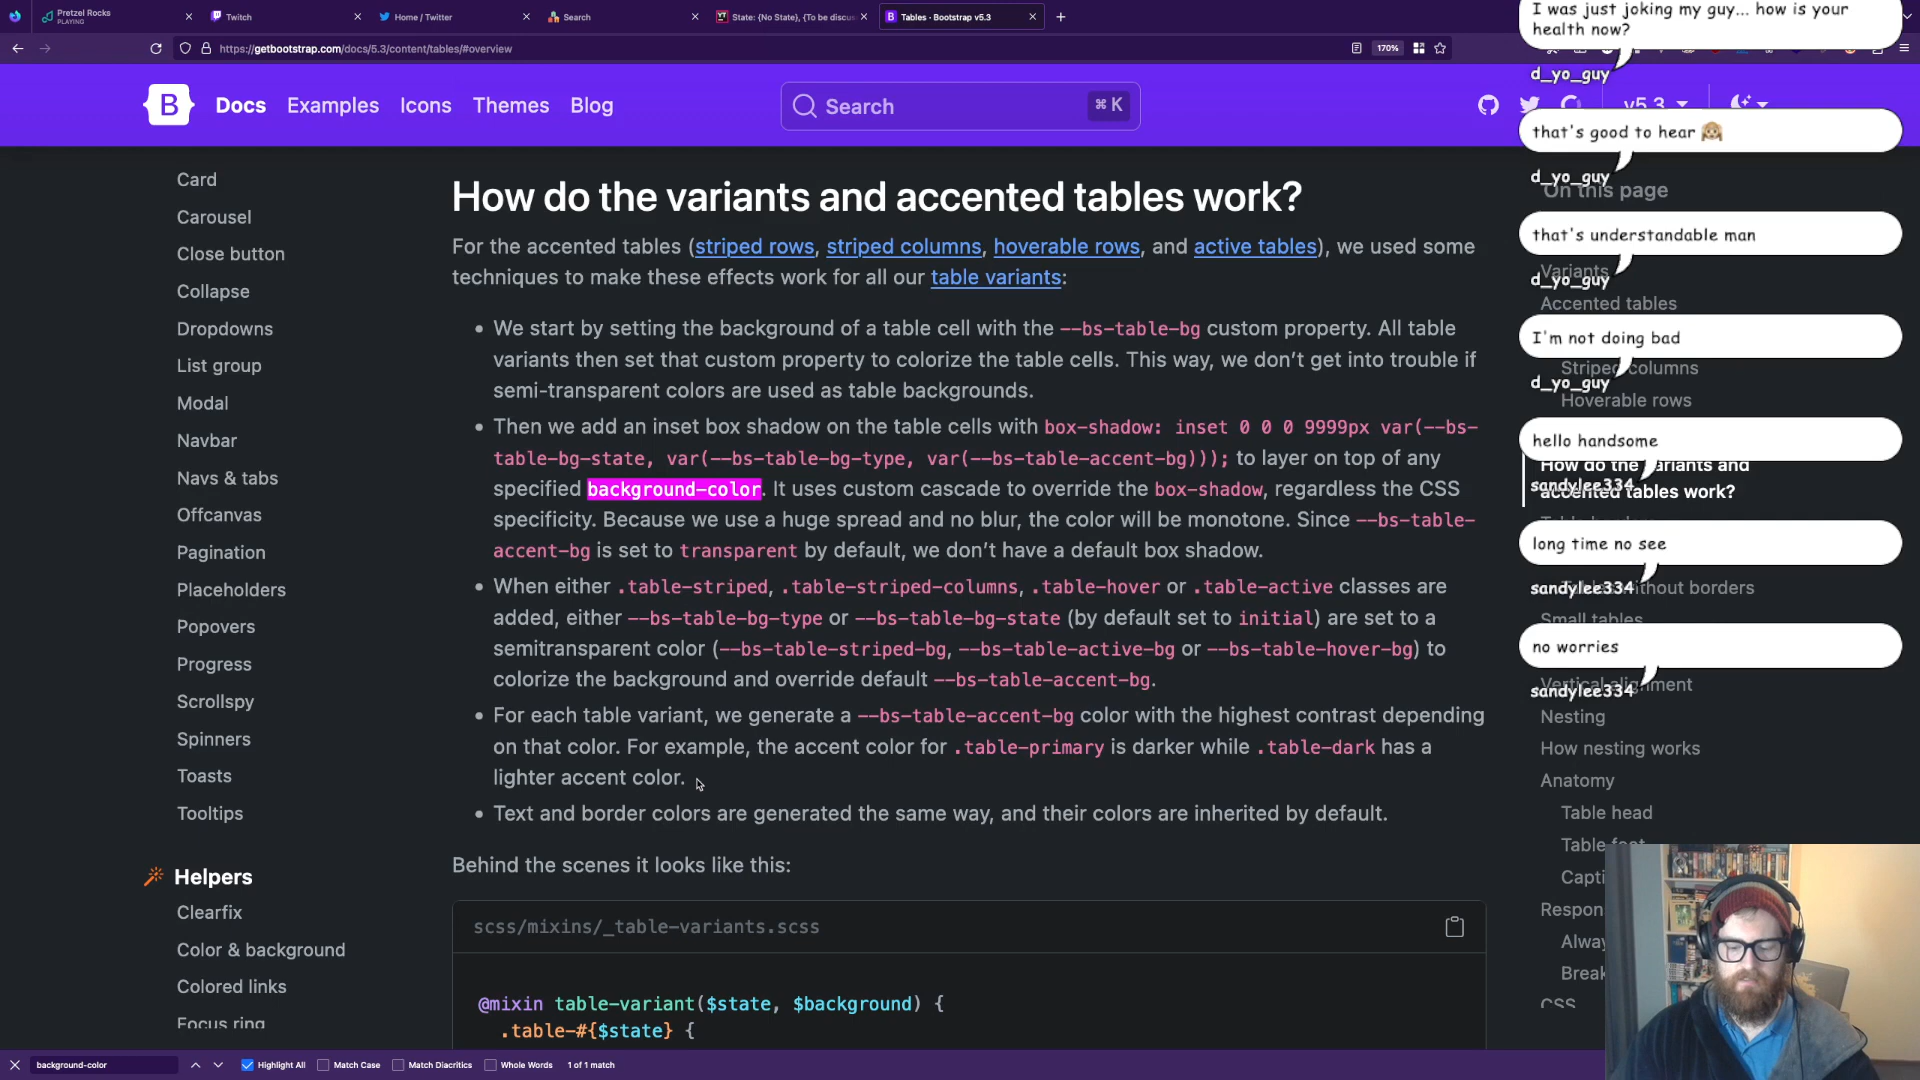 Pretzel Rocks
PLAYING
Twitch
Home / Twitter
Search
State: {No State}, {To be discu
Tables · Bootstrap v5.3
https://getbootstrap.com/docs/5.3/content/tables/#overview
170%
B
Docs
Examples
Icons
Themes
Blog
Search
⌘ K
v5.3
Card
Carousel
Close button
Collapse
Dropdowns
List group
Modal
Navbar
Navs & tabs
Offcanvas
Pagination
Placeholders
Popovers
Progress
Scrollspy
Spinners
Toasts
Tooltips
Helpers
Clearfix
Color & background
Colored links
Focus ring
How do the variants and accented tables work?
For the accented tables (striped rows, striped columns, hoverable rows, and active tables), we used some
techniques to make these effects work for all our table variants:
• We start by setting the background of a table cell with the --bs-table-bg custom property. All table
variants then set that custom property to colorize the table cells. This way, we don’t get into trouble if
semi-transparent colors are used as table backgrounds.
• Then we add an inset box shadow on the table cells with box-shadow: inset 0 0 0 9999px var(--bs-
table-bg-state, var(--bs-table-bg-type, var(--bs-table-accent-bg))); to layer on top of any
specified background-color. It uses custom cascade to override the box-shadow, regardless the CSS
specificity. Because we use a huge spread and no blur, the color will be monotone. Since --bs-table-
accent-bg is set to transparent by default, we don’t have a default box shadow.
• When either .table-striped, .table-striped-columns, .table-hover or .table-active classes are
added, either --bs-table-bg-type or --bs-table-bg-state (by default set to initial) are set to a
semitransparent color (--bs-table-striped-bg, --bs-table-active-bg or --bs-table-hover-bg) to
colorize the background and override default --bs-table-accent-bg.
• For each table variant, we generate a --bs-table-accent-bg color with the highest contrast depending
on that color. For example, the accent color for .table-primary is darker while .table-dark has a
lighter accent color.
• Text and border colors are generated the same way, and their colors are inherited by default.
Behind the scenes it looks like this:
scss/mixins/_table-variants.scss
@mixin table-variant($state, $background) {
.table-#{$state} {
I was just joking my guy... how is your
health now?
d_yo_guy
that's good to hear 🙈
d_yo_guy
On this page
that's understandable man
Variants
d_yo_guy
Accented tables
I'm not doing bad
Striped columns
d_yo_guy
Hoverable rows
hello handsome
How do the variants and
accented tables work?
sandylee334
long time no see
sandylee334
without borders
Small tables
no worries
Vertical alignment
sandylee334
Nesting
How nesting works
Anatomy
Table head
Table foot
Capti
Respon
Alway
Break
CSS
background-color
Highlight All
Match Case
Match Diacritics
Whole Words
1 of 1 match